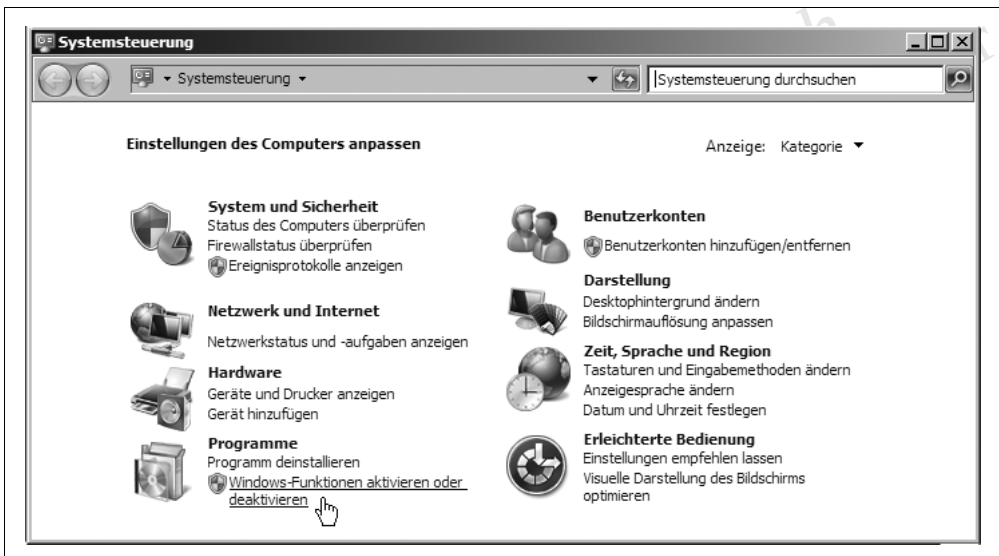 Systemsteuerung
Systemsteuerung
Systemsteuerung durchsuchen
Einstellungen des Computers anpassen
Anzeige: Kategorie
System und Sicherheit
Status des Computers überprüfen
Firewallstatus überprüfen
Ereignisprotokolle anzeigen
Netzwerk und Internet
Netzwerkstatus und -aufgaben anzeigen
Hardware
Geräte und Drucker anzeigen
Gerät hinzufügen
Programme
Programm deinstallieren
Windows-Funktionen aktivieren oder
deaktivieren
Benutzerkonten
Benutzerkonten hinzufügen/entfernen
Darstellung
Desktophintergrund ändern
Bildschirmauflösung anpassen
Zeit, Sprache und Region
Tastaturen und Eingabemethoden ändern
Anzeigesprache ändern
Datum und Uhrzeit festlegen
Erleichterte Bedienung
Einstellungen empfehlen lassen
Visuelle Darstellung des Bildschirms
optimieren